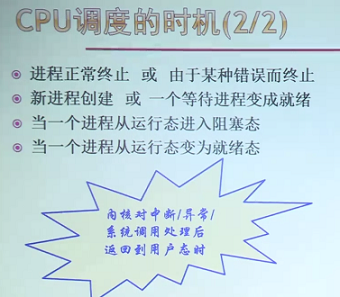 CPU调度的时机(2/2)
进程正常终止 或 由于某种错误而终止
新进程创建 或 一个等待进程变成就绪
当一个进程从运行态进入阻塞态
当一个进程从运行态变为就绪态
内核对中断/异常/
系统调用处理后
返回到用户态时